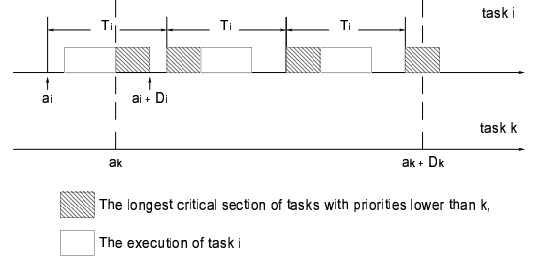 task i
Ti
Ti
Ti
ai
ai + Di
task k
ak
ak + Dk
The longest critical section of tasks with priorities lower than k,
The execution of task i